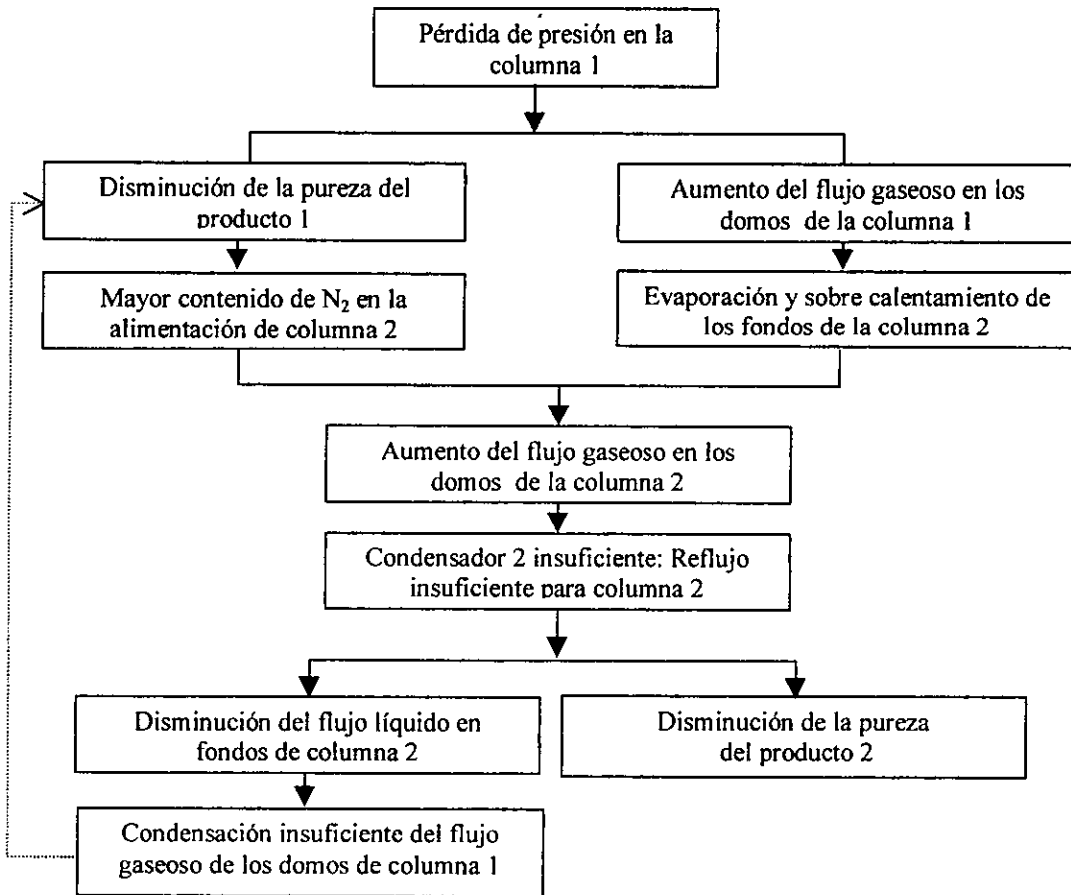 Pérdida de presión en la
columna 1
Disminución de la pureza del
producto 1
Aumento del flujo gaseoso en los
domos de la columna 1
Mayor contenido de N₂ en la
alimentación de columna 2
Evaporación y sobre calentamiento de
los fondos de la columna 2
Aumento del flujo gaseoso en los
domos de la columna 2
Condensador 2 insuficiente: Reflujo
insuficiente para columna 2
Disminución del flujo líquido en
fondos de columna 2
Disminución de la pureza
del producto 2
Condensación insuficiente del flujo
gaseoso de los domos de columna 1